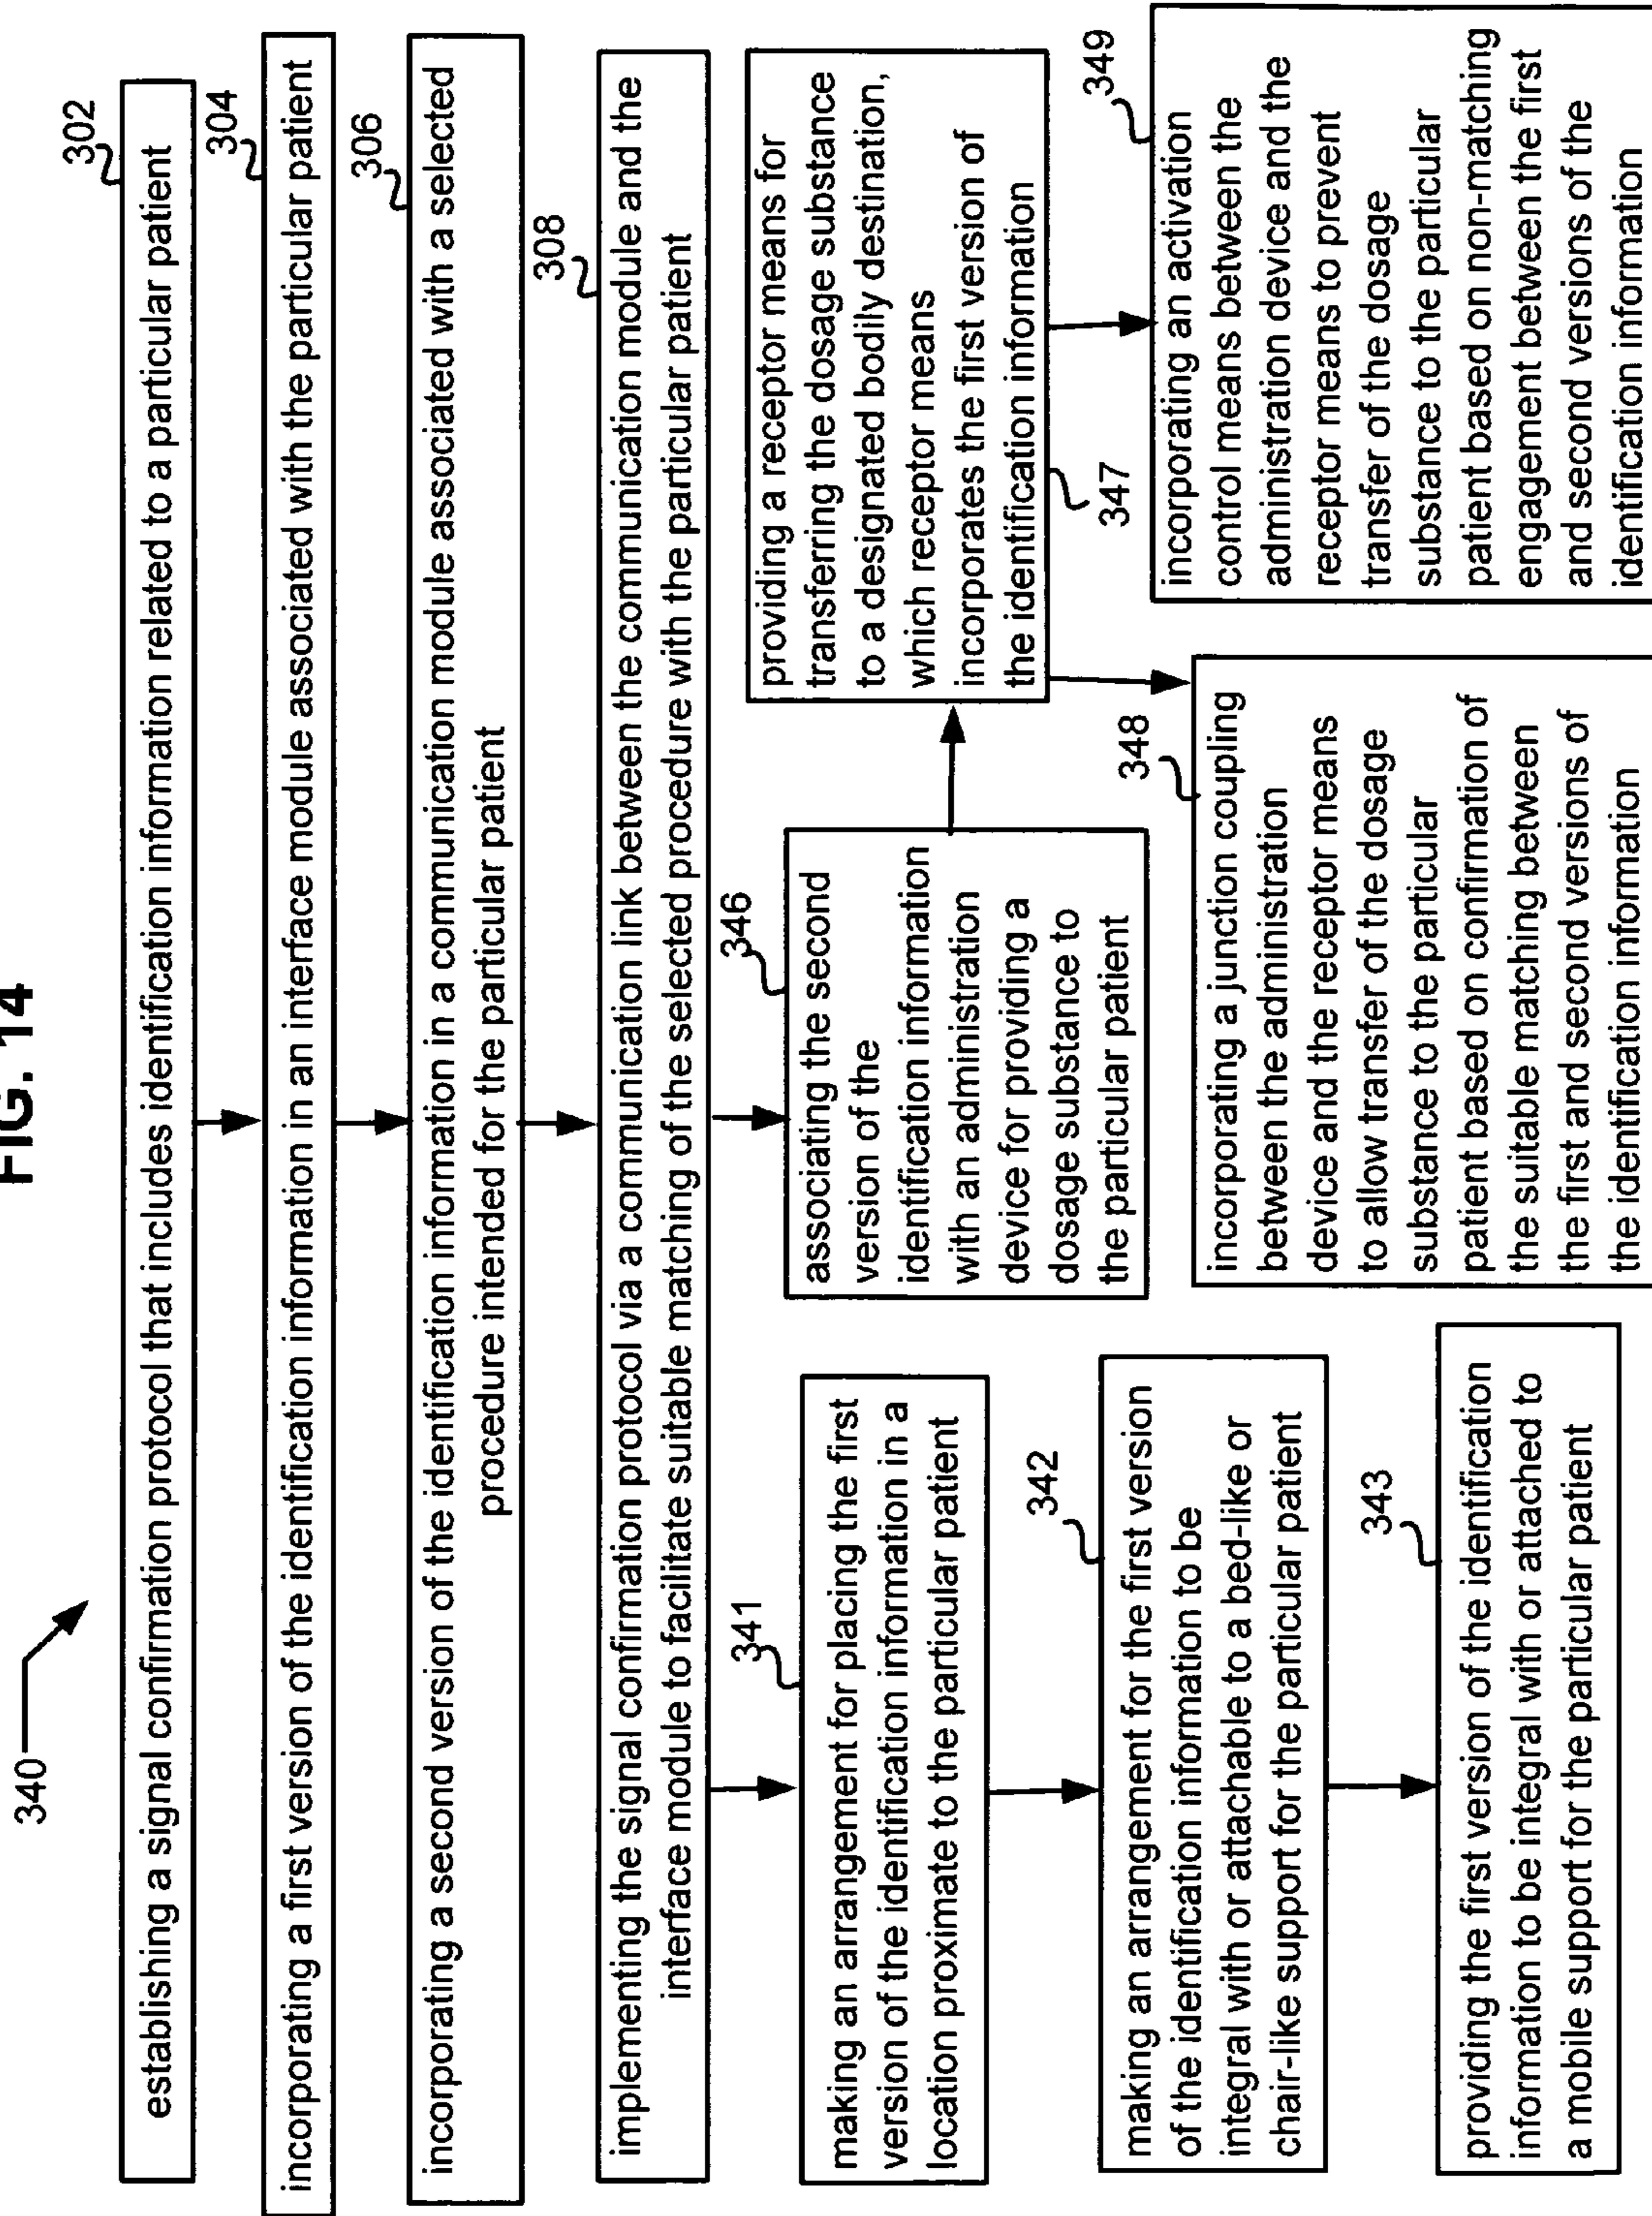 FIG. 14
340
302
establishing a signal confirmation protocol that includes identification information related to a particular patient
304
incorporating a first version of the identification information in an interface module associated with the particular patient
306
incorporating a second version of the identification information in a communication module associated with a selected
procedure intended for the particular patient
308
implementing the signal confirmation protocol via a communication link between the communication module and the
interface module to facilitate suitable matching of the selected procedure with the particular patient
341
making an arrangement for placing the first
version of the identification information in a
location proximate to the particular patient
342
making an arrangement for the first version
of the identification information to be
integral with or attachable to a bed-like or
chair-like support for the particular patient
343
providing the first version of the identification
information to be integral with or attached to
a mobile support for the particular patient
346
associating the second
version of the
identification information
with an administration
device for providing a
dosage substance to
the particular patient
providing a receptor means for
transferring the dosage substance
to a designated bodily destination,
which receptor means
incorporates the first version of
the identification information
347
348
incorporating a junction coupling
between the administration
device and the receptor means
to allow transfer of the dosage
substance to the particular
patient based on confirmation of
the suitable matching between
the first and second versions of
the identification information
349
incorporating an activation
control means between the
administration device and the
receptor means to prevent
transfer of the dosage
substance to the particular
patient based on non-matching
engagement between the first
and second versions of the
identification information